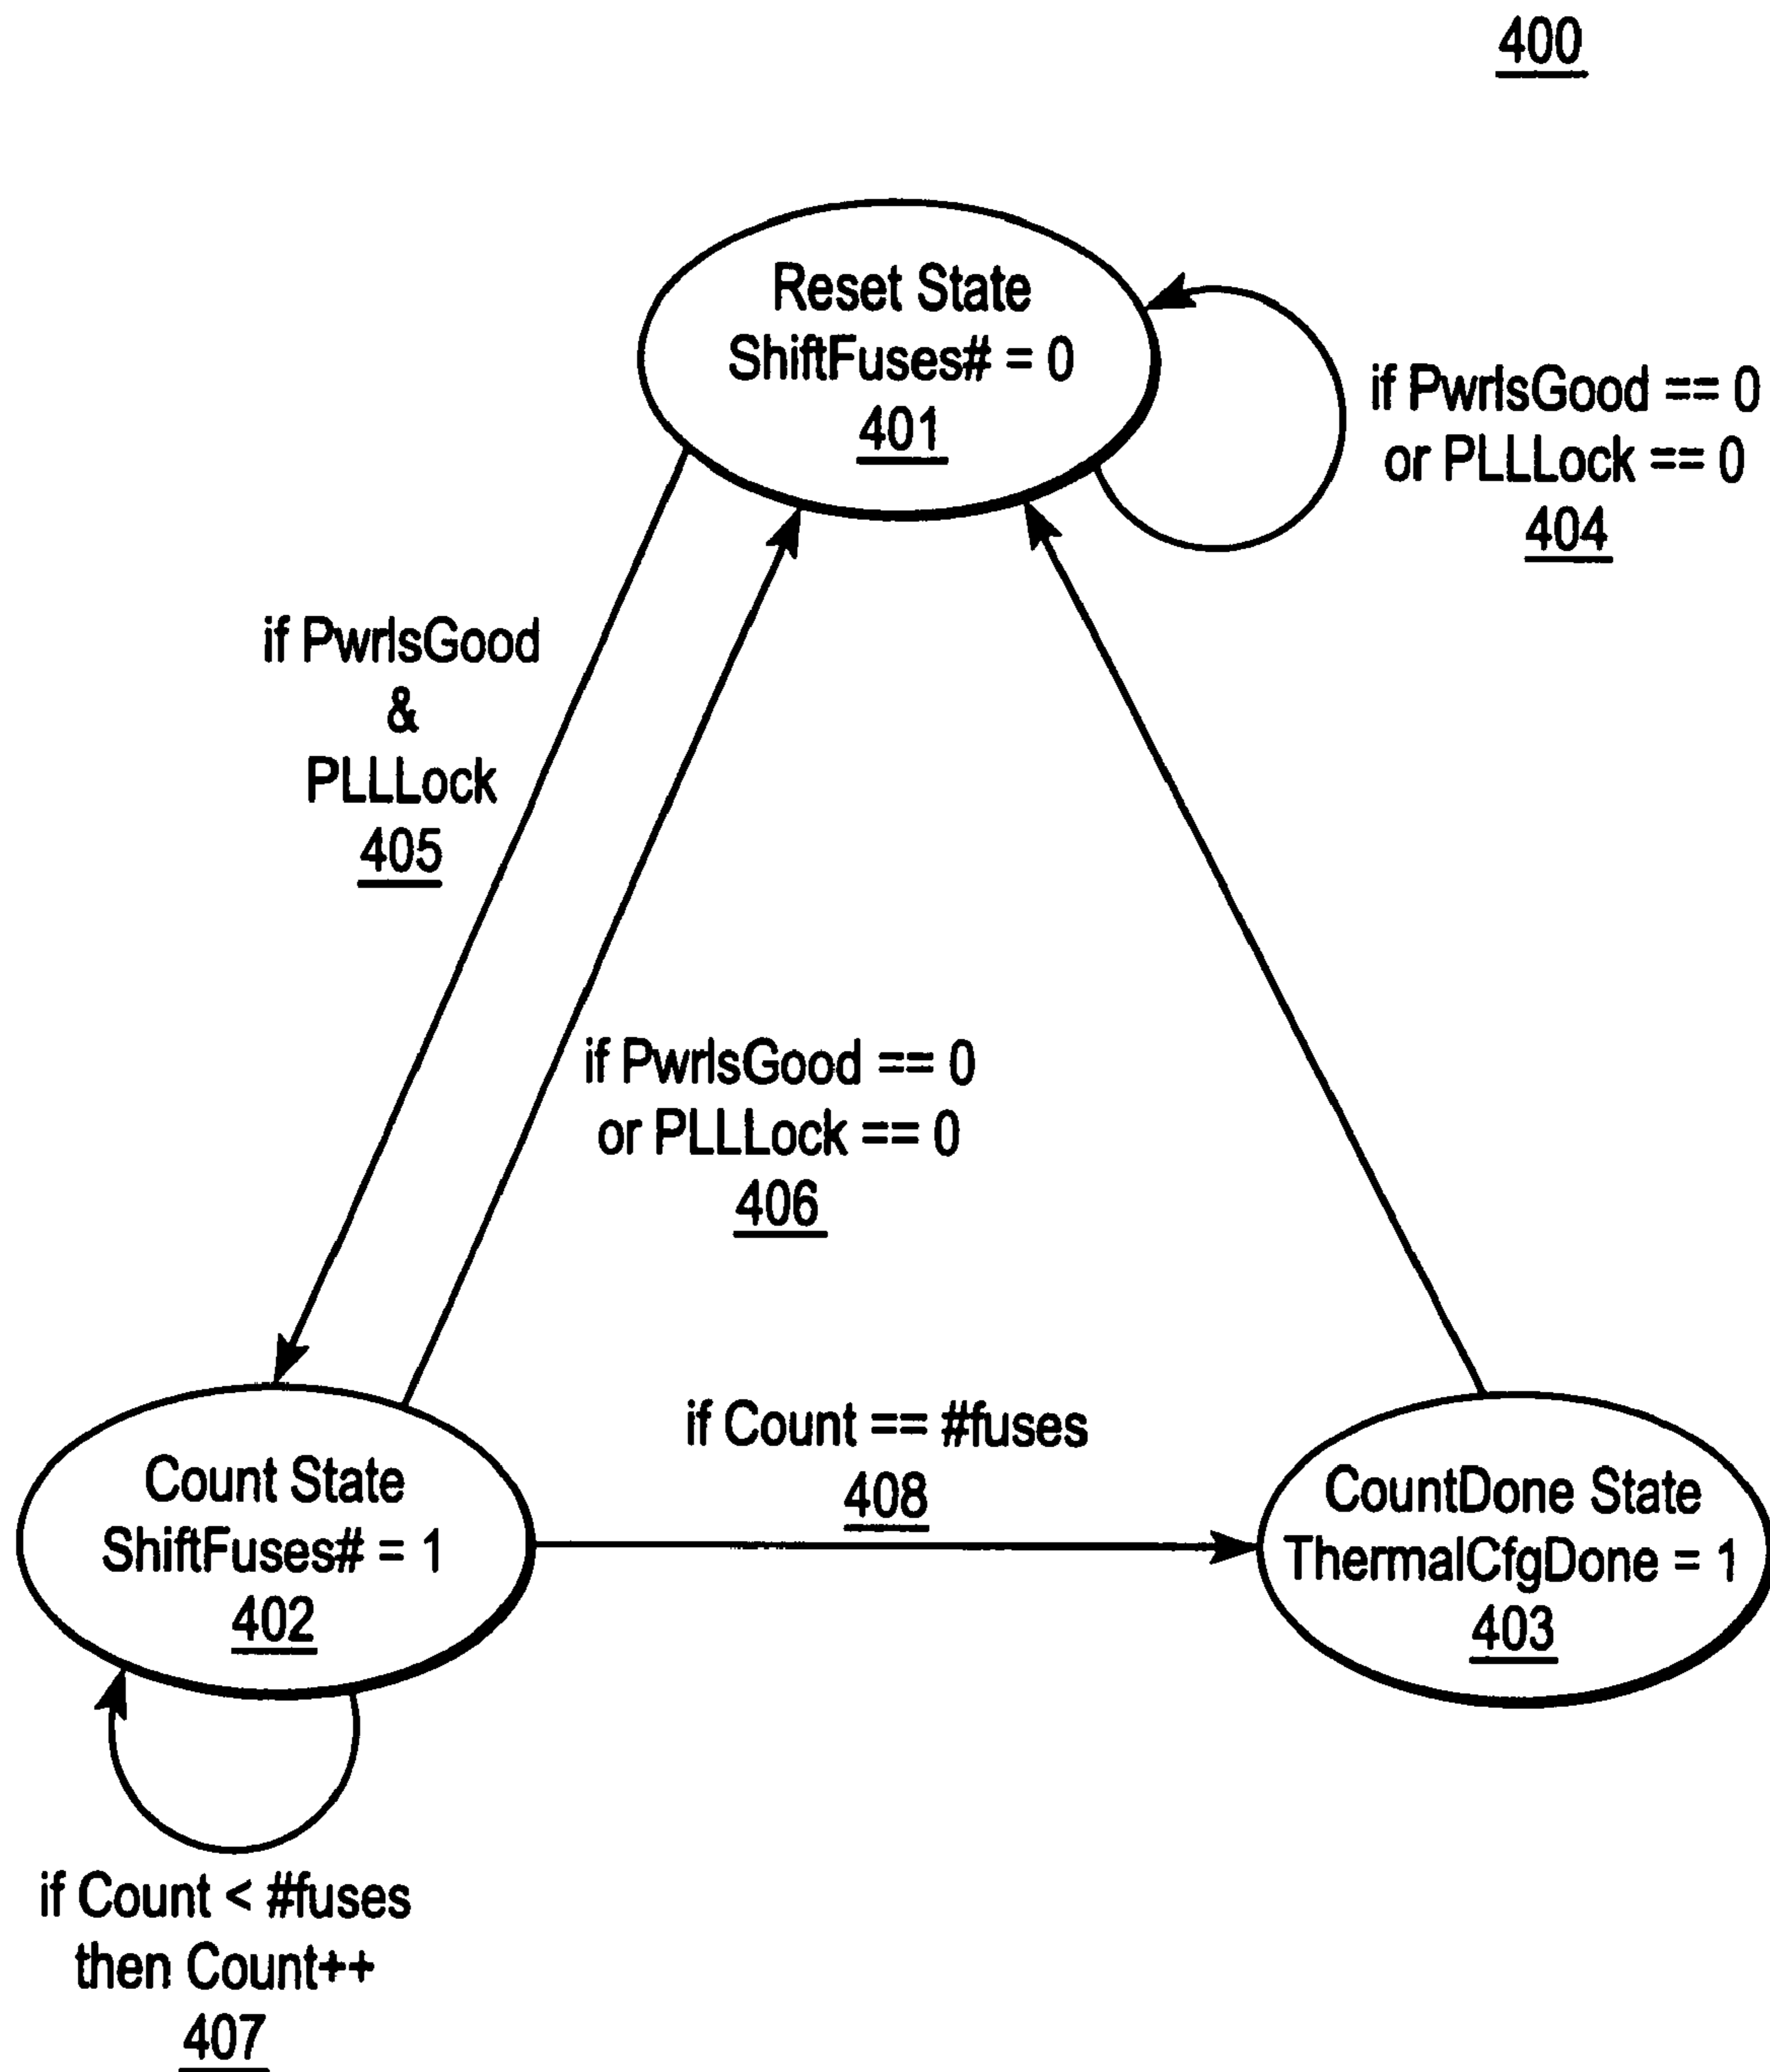 400
Reset State
ShiftFuses# = 0
401
if PwrIsGood == 0
or PLLLock == 0
404
if PwrIsGood
&
PLLLock
405
if PwrIsGood == 0
or PLLLock == 0
406
Count State
ShiftFuses# = 1
402
if Count == #fuses
408
CountDone State
ThermalCfgDone = 1
403
if Count < #fuses
then Count++
407